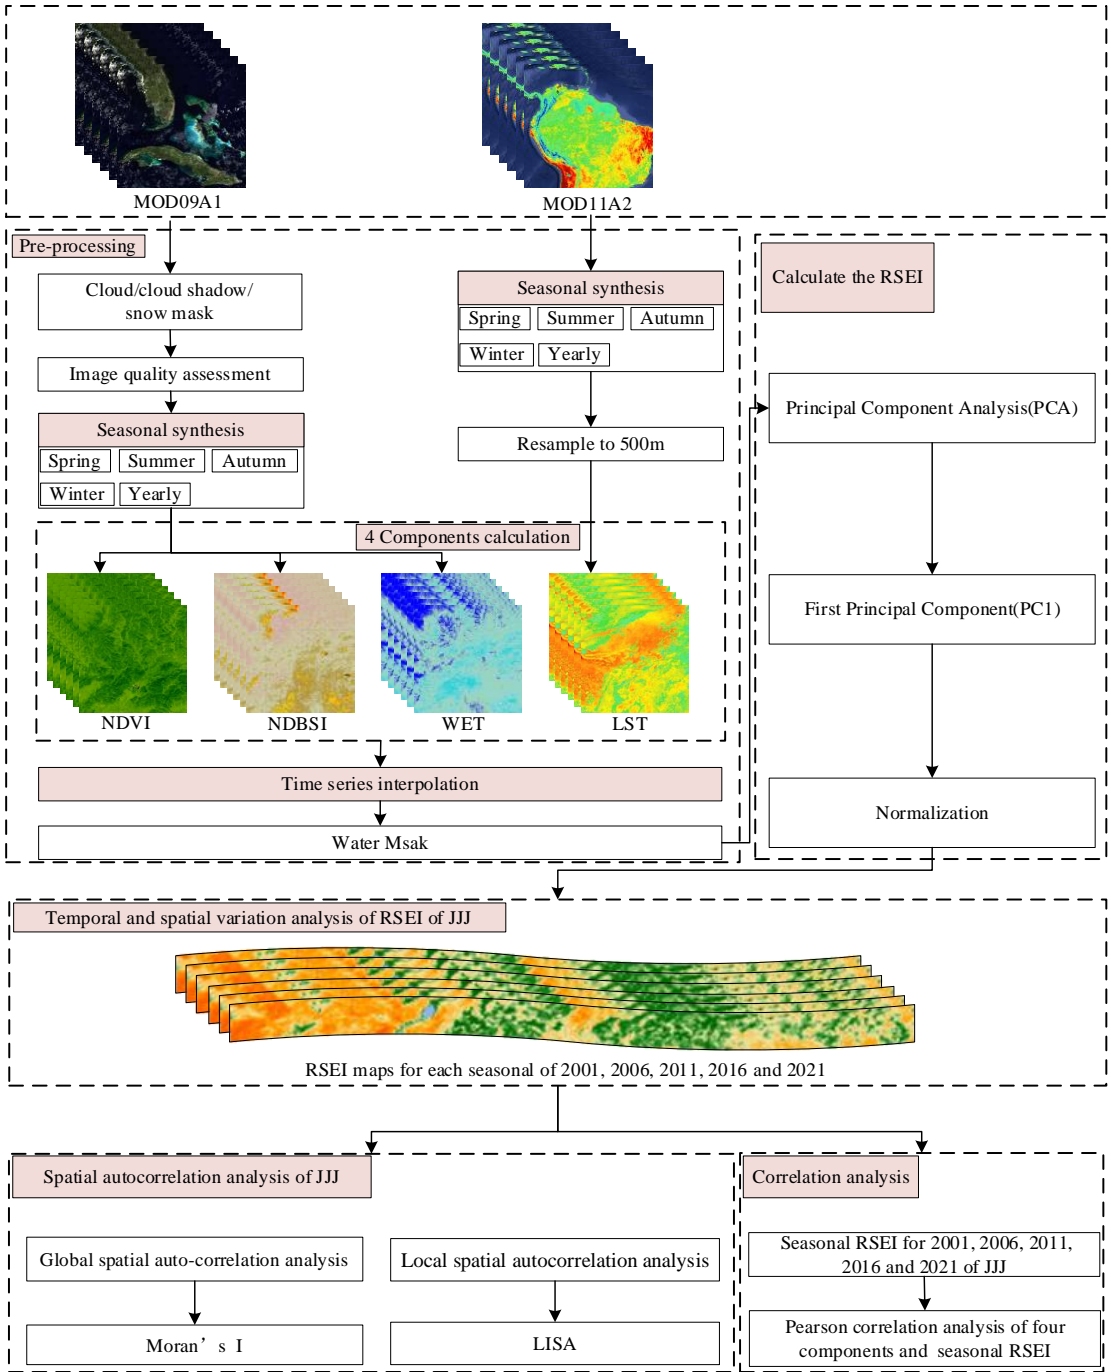 MOD09A1
MOD11A2
Pre-processing
Cloud/cloud shadow/
snow mask
Image quality assessment
Seasonal synthesis
Spring
Summer
Autumn
Winter
Yearly
Seasonal synthesis
Spring
Summer
Autumn
Winter
Yearly
Resample to 500m
4 Components calculation
NDVI
NDBSI
WET
LST
Time series interpolation
Water Msak
Calculate the RSEI
Principal Component Analysis(PCA)
First Principal Component(PC1)
Normalization
Temporal and spatial variation analysis of RSEI of JJJ
RSEI maps for each seasonal of 2001, 2006, 2011, 2016 and 2021
Spatial autocorrelation analysis of JJJ
Global spatial auto-correlation analysis
Moran’s I
Local spatial autocorrelation analysis
LISA
Correlation analysis
Seasonal RSEI for 2001, 2006, 2011,
2016 and 2021 of JJJ
Pearson correlation analysis of four
components and seasonal RSEI